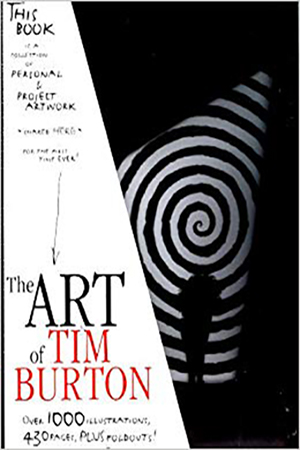 THIS
BOOK
IS A
COLLECTION
OF
PERSONAL
&
PROJECT
ARTWORK
SHARED HERE
FOR THE FIRST
TIME EVER!
The
ART
of TIM
BURTON
OVER 1000 ILLUSTRATIONS,
430 PAGES, PLUS FOLDOUTS!